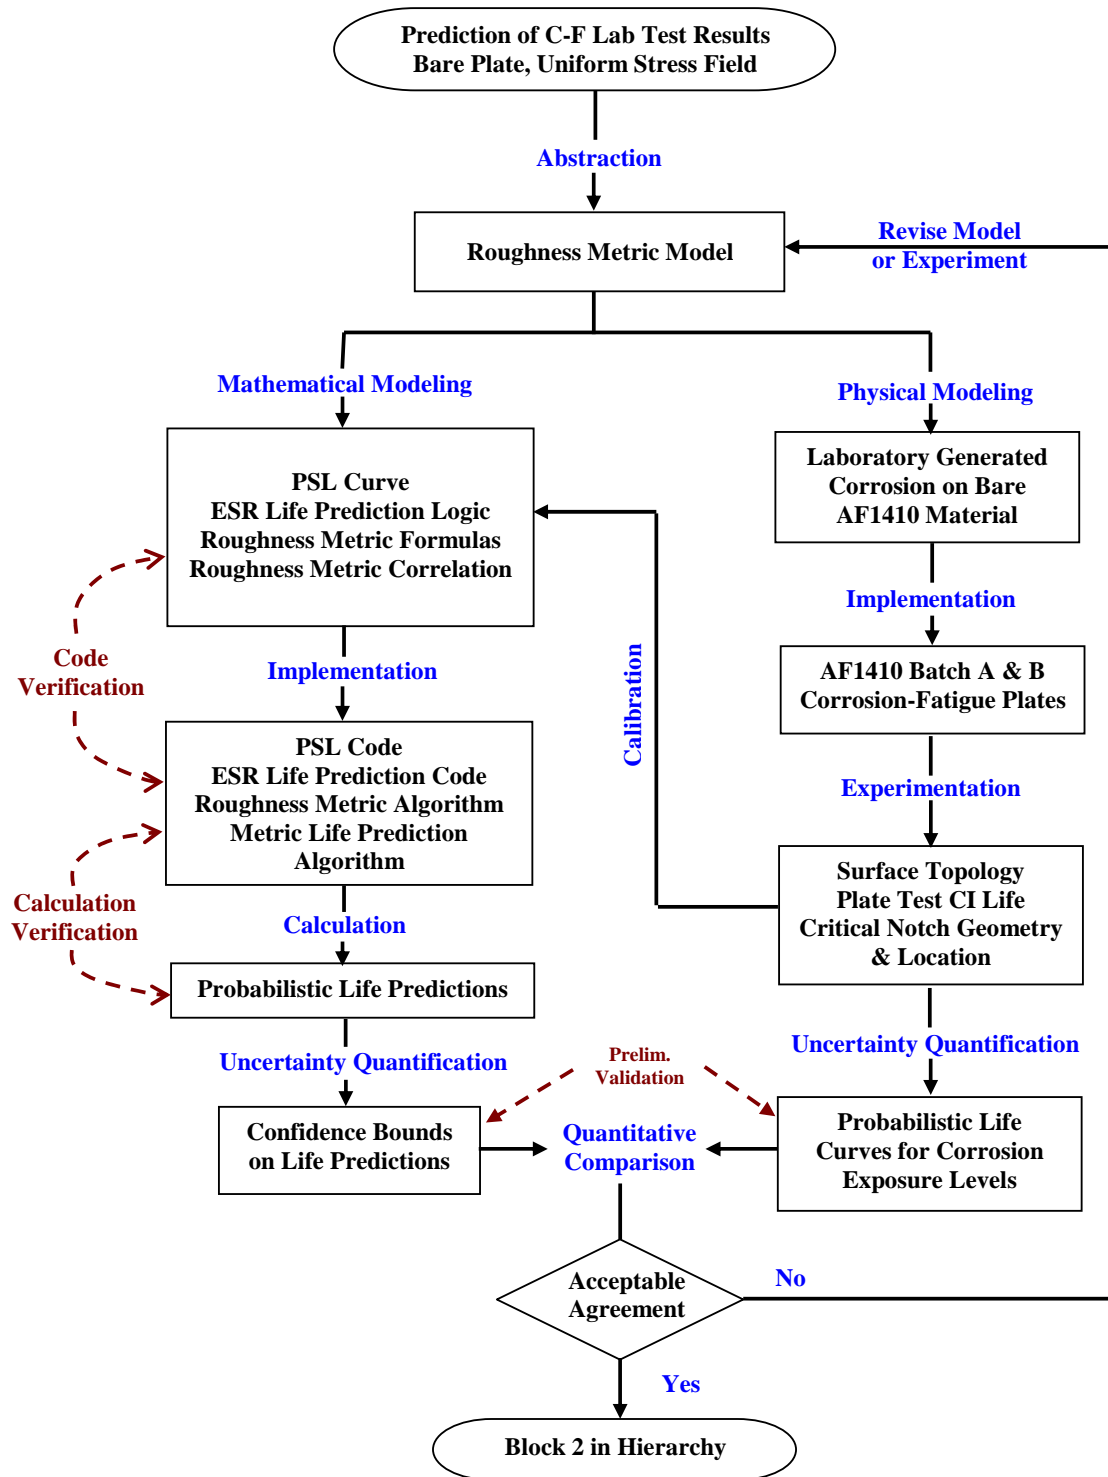 Prediction of C-F Lab Test Results
Bare Plate, Uniform Stress Field
Abstraction
Roughness Metric Model
Revise Model
or Experiment
Mathematical Modeling
Physical Modeling
PSL Curve
ESR Life Prediction Logic
Roughness Metric Formulas
Roughness Metric Correlation
Laboratory Generated
Corrosion on Bare
AF1410 Material
Implementation
Implementation
Code
Verification
AF1410 Batch A & B
Corrosion-Fatigue Plates
Calibration
PSL Code
ESR Life Prediction Code
Roughness Metric Algorithm
Metric Life Prediction
Algorithm
Experimentation
Surface Topology
Plate Test CI Life
Critical Notch Geometry
& Location
Calculation
Verification
Calculation
Probabilistic Life Predictions
Uncertainty Quantification
Uncertainty Quantification
Prelim.
Validation
Confidence Bounds
on Life Predictions
Quantitative
Comparison
Probabilistic Life
Curves for Corrosion
Exposure Levels
Acceptable
Agreement
No
Yes
Block 2 in Hierarchy